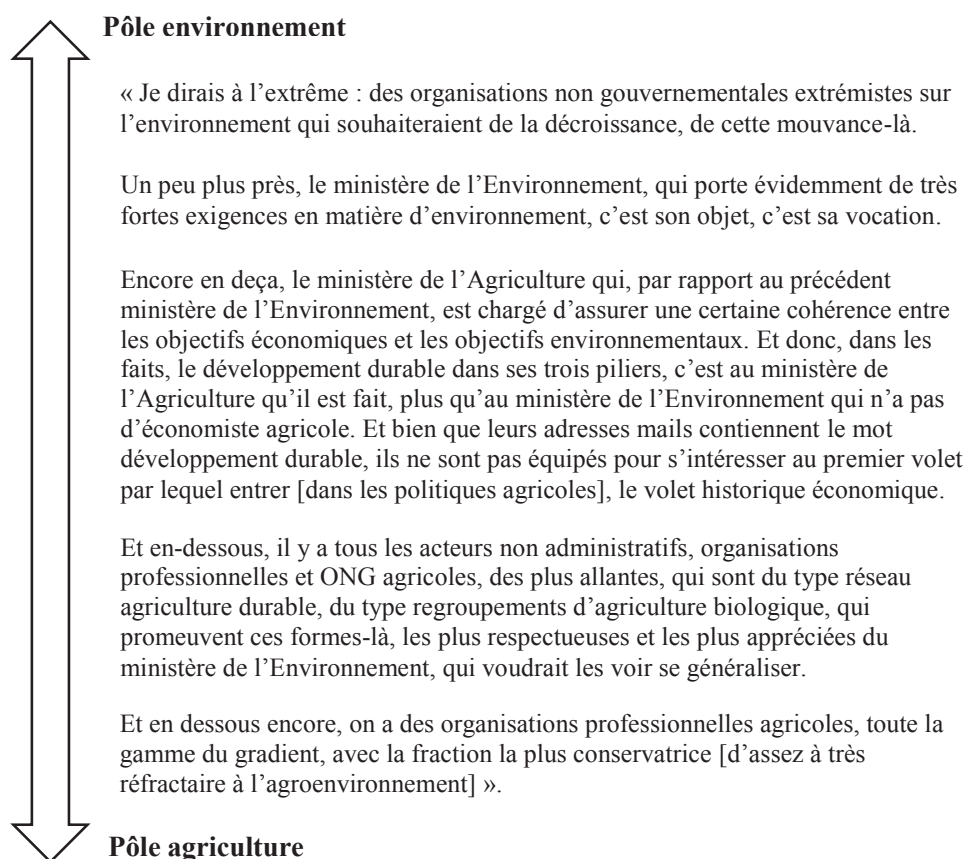 Pôle environnement
« Je dirais à l’extrême : des organisations non gouvernementales extrémistes sur
l’environnement qui souhaiteraient de la décroissance, de cette mouvance-là.
Un peu plus près, le ministère de l’Environnement, qui porte évidemment de très
fortes exigences en matière d’environnement, c’est son objet, c’est sa vocation.
Encore en deça, le ministère de l’Agriculture qui, par rapport au précédent
ministère de l’Environnement, est chargé d’assurer une certaine cohérence entre
les objectifs économiques et les objectifs environnementaux. Et donc, dans les
faits, le développement durable dans ses trois piliers, c’est au ministère de
l’Agriculture qu’il est fait, plus qu’au ministère de l’Environnement qui n’a pas
d’économiste agricole. Et bien que leurs adresses mails contiennent le mot
développement durable, ils ne sont pas équipés pour s’intéresser au premier volet
par lequel entrer [dans les politiques agricoles], le volet historique économique.
Et en-dessous, il y a tous les acteurs non administratifs, organisations
professionnelles et ONG agricoles, des plus allantes, qui sont du type réseau
agriculture durable, du type regroupements d’agriculture biologique, qui
promeuvent ces formes-là, les plus respectueuses et les plus appréciées du
ministère de l’Environnement, qui voudrait les voir se généraliser.
Et en dessous encore, on a des organisations professionnelles agricoles, toute la
gamme du gradient, avec la fraction la plus conservatrice [d’assez à très
réfractaire à l’agroenvironnement] ».
Pôle agriculture